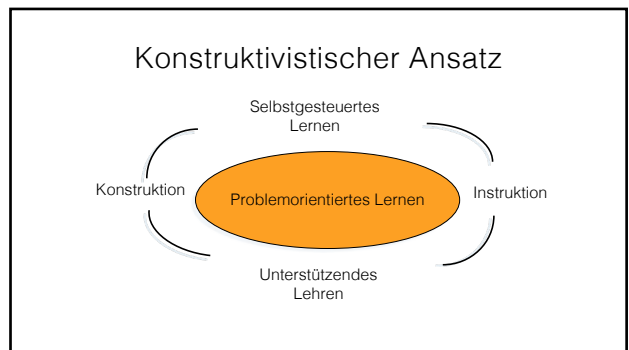 Konstruktivistischer Ansatz
Selbstgesteuertes
Lernen
Konstruktion
Problemorientiertes Lernen
Instruktion
Unterstützendes
Lehren